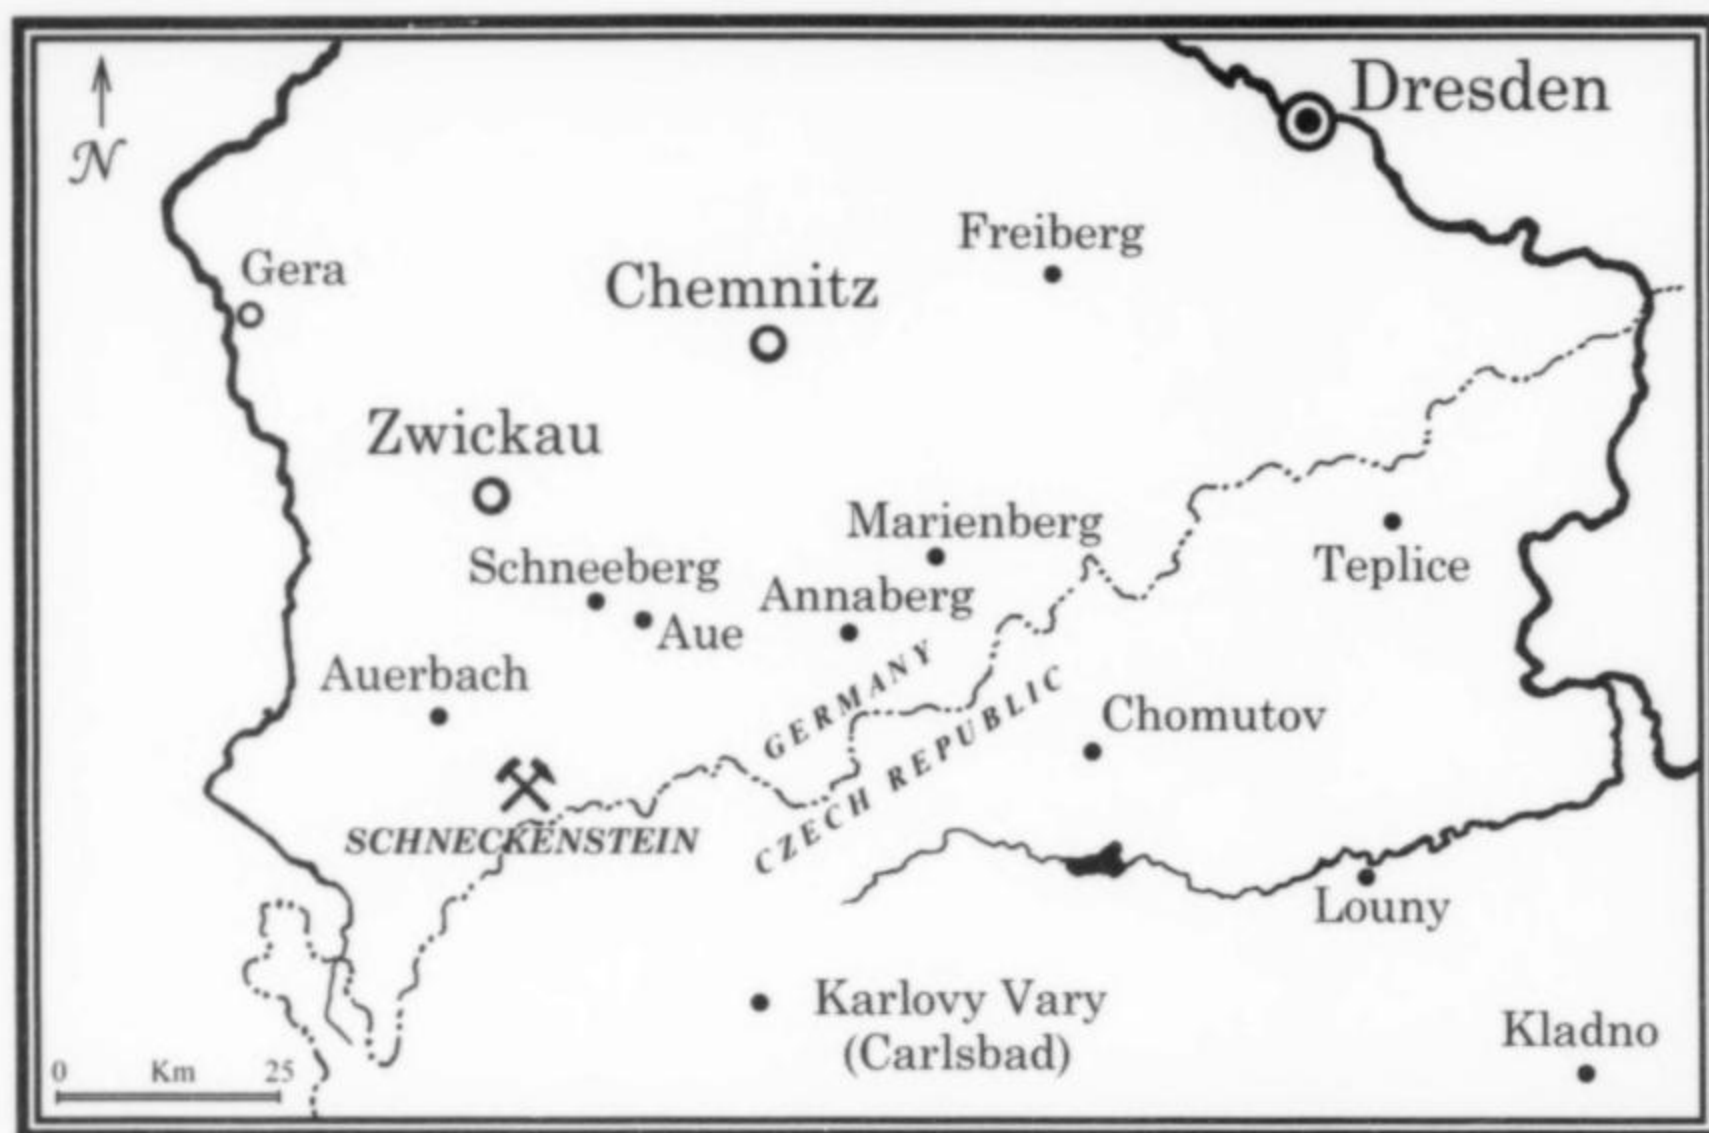 Dresden
N
Freiberg
Gera
Chemnitz
Zwickau
Marienberg
Schneeberg
Teplice
Annaberg
Aue
Auerbach
GERMANY
CZECH REPUBLIC
Chomutov
SCHNECKENSTEIN
Louny
Karlovy Vary
(Carlsbad)
Kladno
0 Km 25